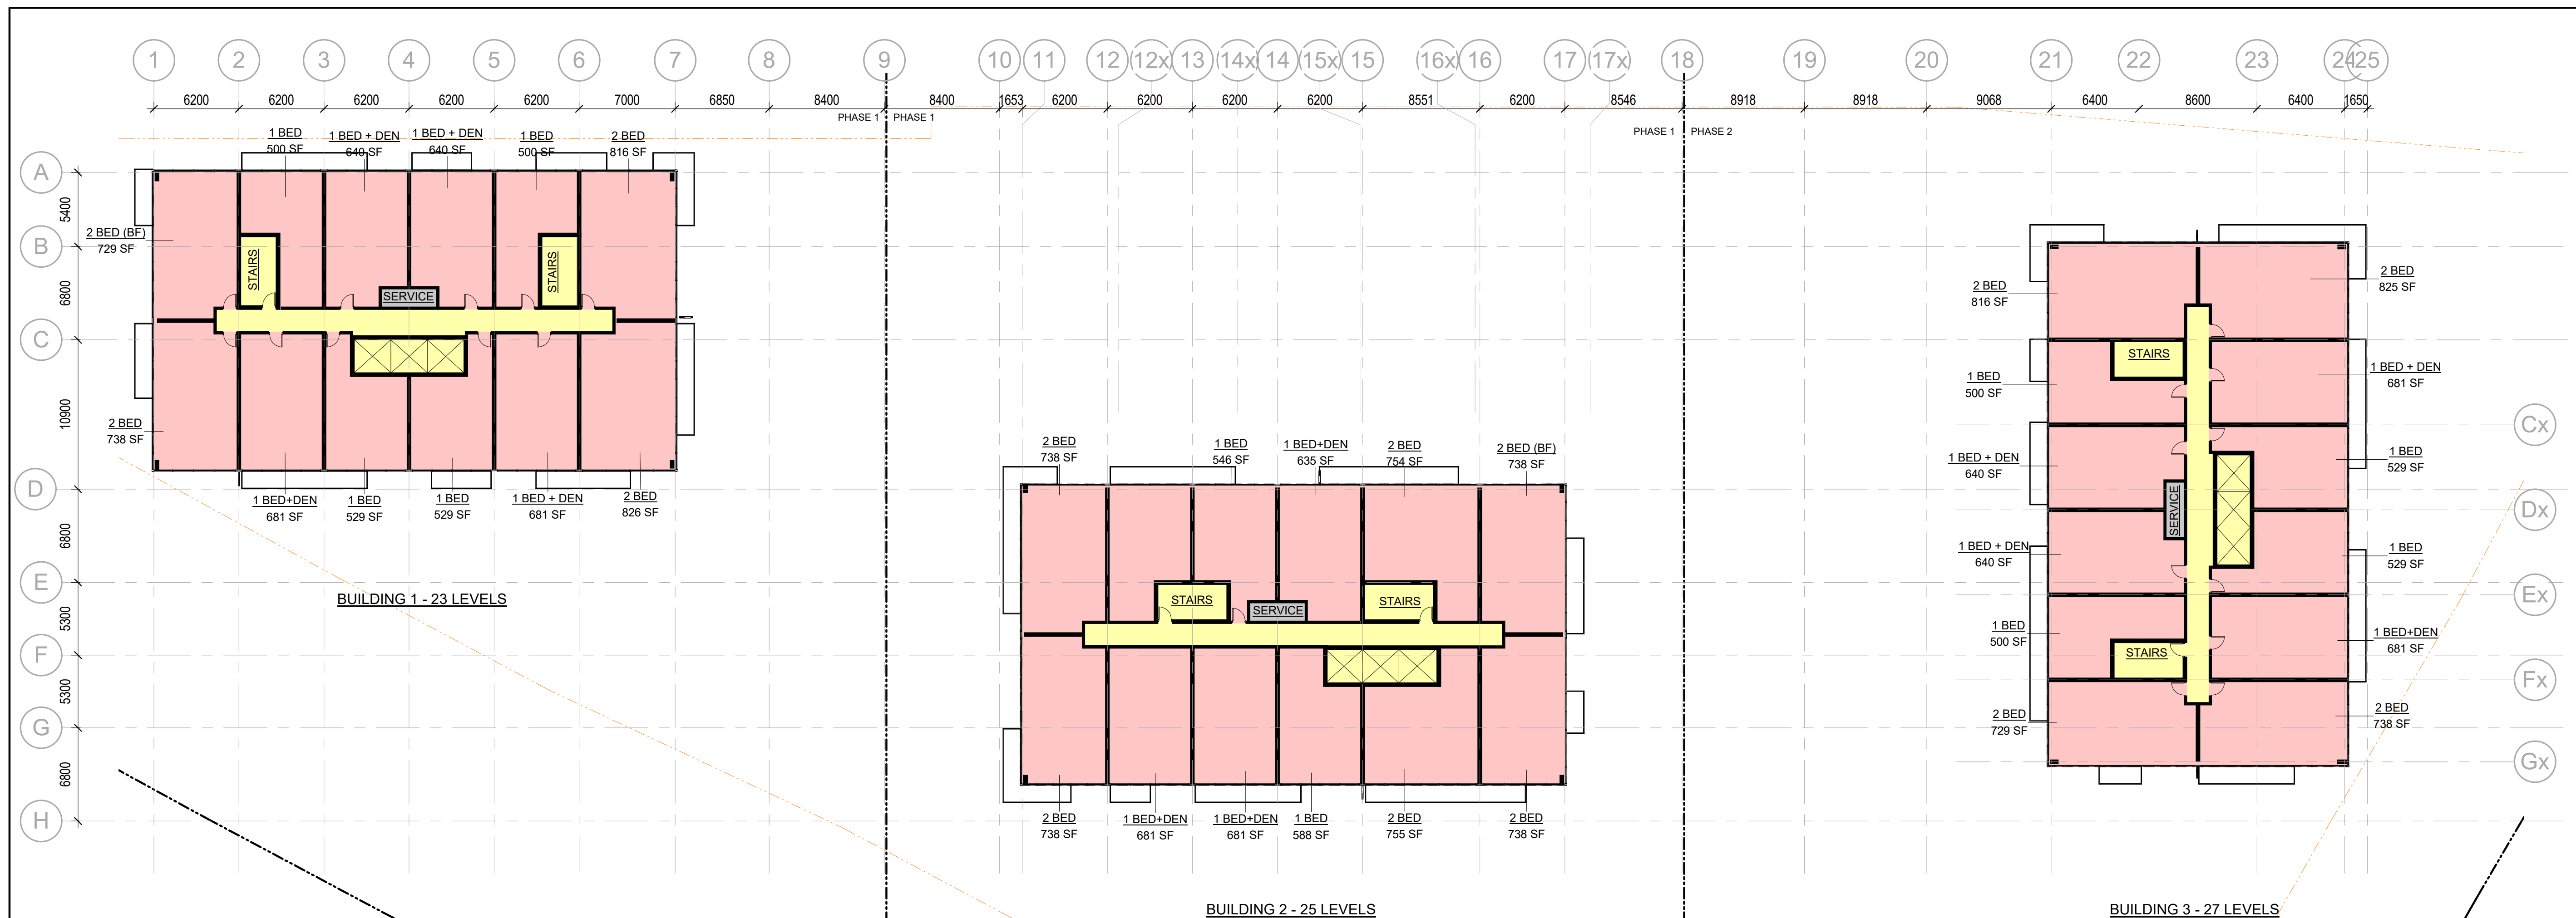 1 2 3 4 5 6 7 8 9 10 11 12 12x 13 14x 14 15x 15 16x 16 17 17x 18 19 20 21 22 23 24 25
6200 6200 6200 6200 6200 7000 6850 8400 8400 1653 6200 6200 6200 6200 8551 6200 8546 8918 8918 9068 6400 8600 6400 1650
PHASE 1 PHASE 1
PHASE 1 PHASE 2
A
B
C
D
E
F
G
H
5400
6800
10900
6800
5300
5300
6800
1 BED
500 SF
1 BED + DEN
640 SF
1 BED + DEN
640 SF
1 BED
500 SF
2 BED
816 SF
2 BED (BF)
729 SF
STAIRS
STAIRS
SERVICE
2 BED
738 SF
1 BED+DEN
681 SF
1 BED
529 SF
1 BED
529 SF
1 BED + DEN
681 SF
2 BED
826 SF
BUILDING 1 - 23 LEVELS
2 BED
738 SF
1 BED
546 SF
1 BED+DEN
635 SF
2 BED
754 SF
2 BED (BF)
738 SF
STAIRS
SERVICE
STAIRS
2 BED
738 SF
1 BED+DEN
681 SF
1 BED+DEN
681 SF
1 BED
588 SF
2 BED
755 SF
2 BED
738 SF
BUILDING 2 - 25 LEVELS
2 BED
816 SF
2 BED
825 SF
STAIRS
1 BED
500 SF
1 BED + DEN
681 SF
1 BED + DEN
640 SF
1 BED
529 SF
SERVICE
1 BED + DEN
640 SF
1 BED
529 SF
1 BED
500 SF
STAIRS
1 BED+DEN
681 SF
2 BED
729 SF
2 BED
738 SF
Cx
Dx
Ex
Fx
Gx
BUILDING 3 - 27 LEVELS